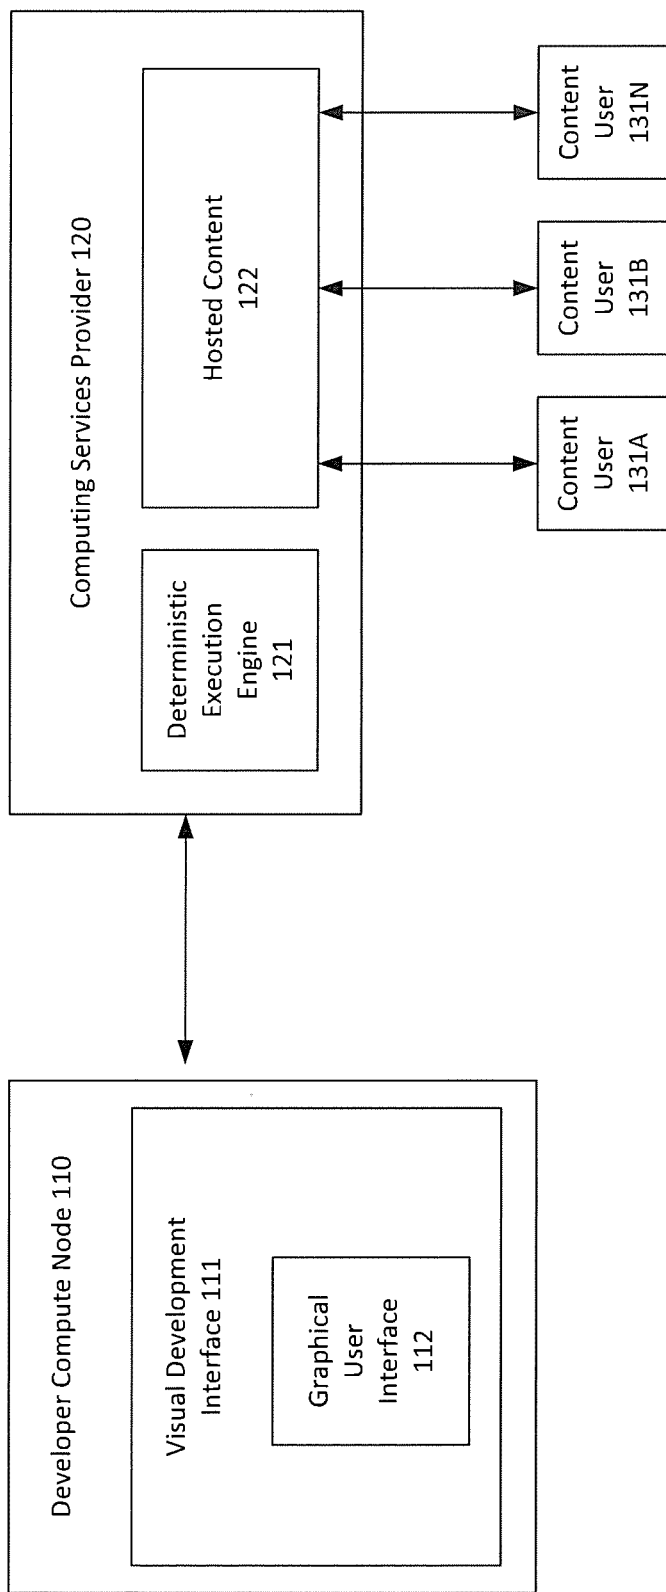 Developer Compute Node 110
Visual Development
Interface 111
Graphical
User
Interface
112
Computing Services Provider 120
Deterministic
Execution
Engine
121
Hosted Content
122
Content
User
131A
Content
User
131B
Content
User
131N